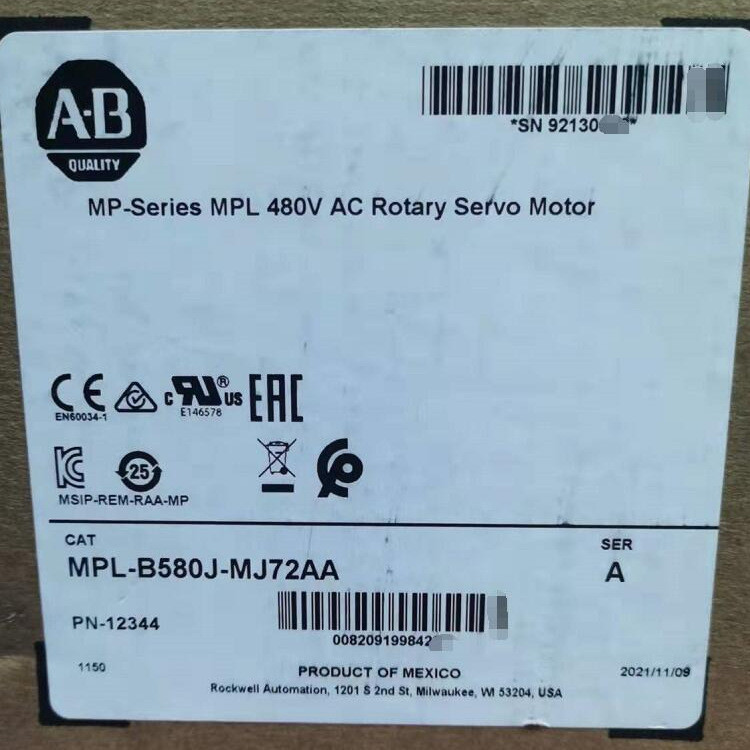 A·B
QUALITY
*SN 92130
MP-Series MPL 480V AC Rotary Servo Motor
CE
EN60034-1
c RU® US
E146578
EAC
25
MSIP-REM-RAA-MP
CAT
MPL-B580J-MJ72AA
SER
A
PN-12344
00820919984
1150
PRODUCT OF MEXICO
2021/11/09
Rockwell Automation, 1201 S 2nd St, Milwaukee, WI 53204, USA